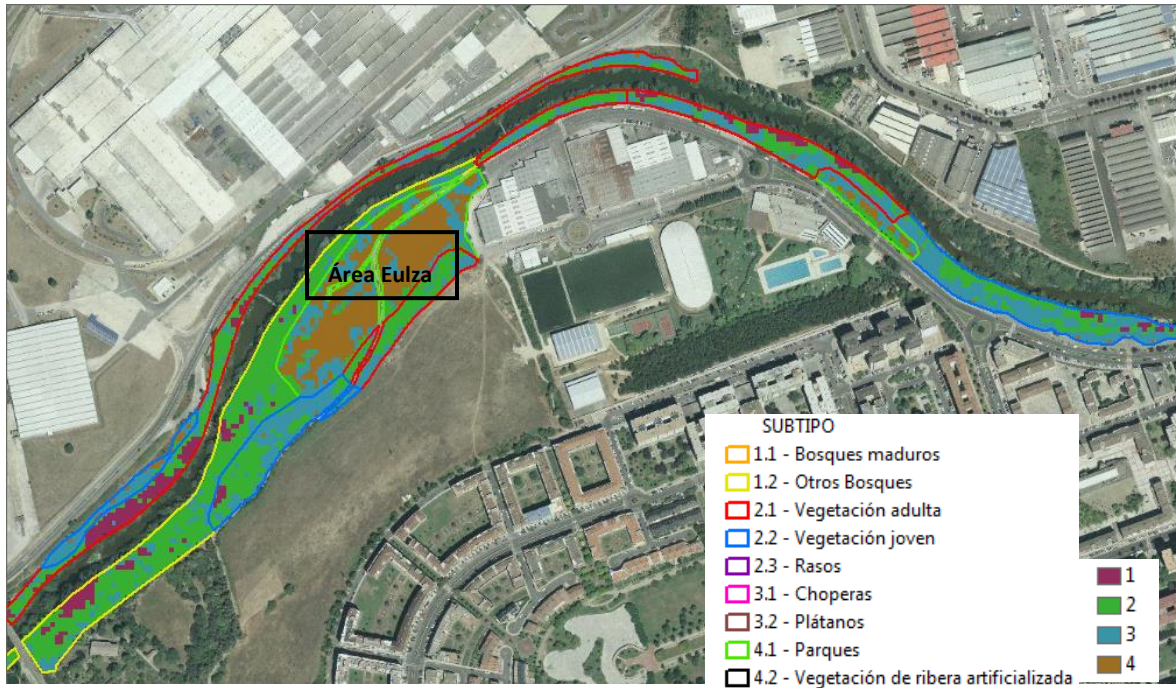 Área Eulza
SUBTIPO
1.1 - Bosques maduros
1.2 - Otros Bosques
2.1 - Vegetación adulta
2.2 - Vegetación joven
2.3 - Rasos
3.1 - Choperas
3.2 - Plátanos
4.1 - Parques
4.2 - Vegetación de ribera artificializada
1
2
3
4